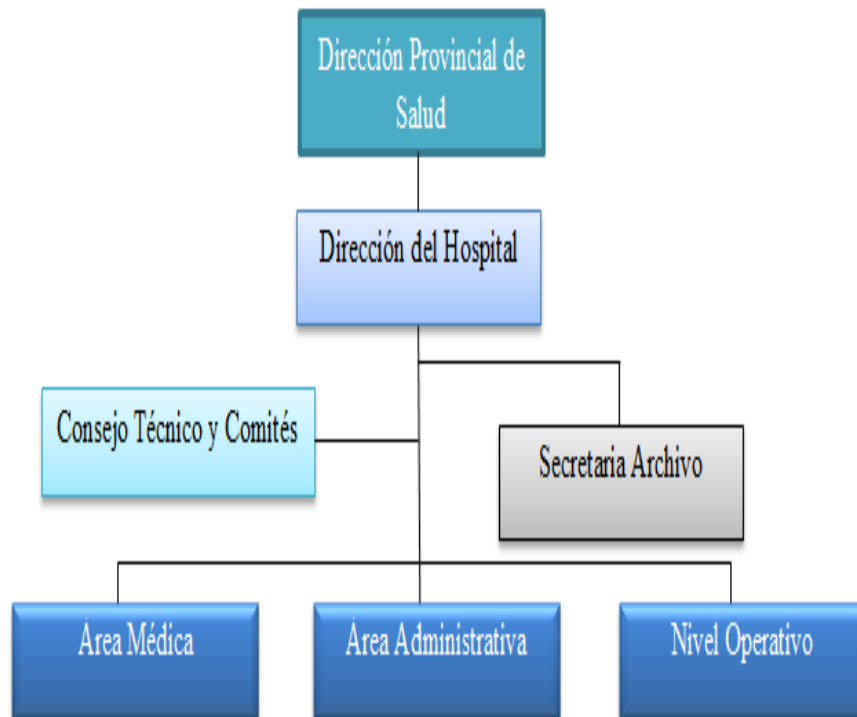 Dirección Provincial de
Salud
Dirección del Hospital
Consejo Técnico y Comités
Secretaria Archivo
Área Médica
Área Administrativa
Nivel Operativo